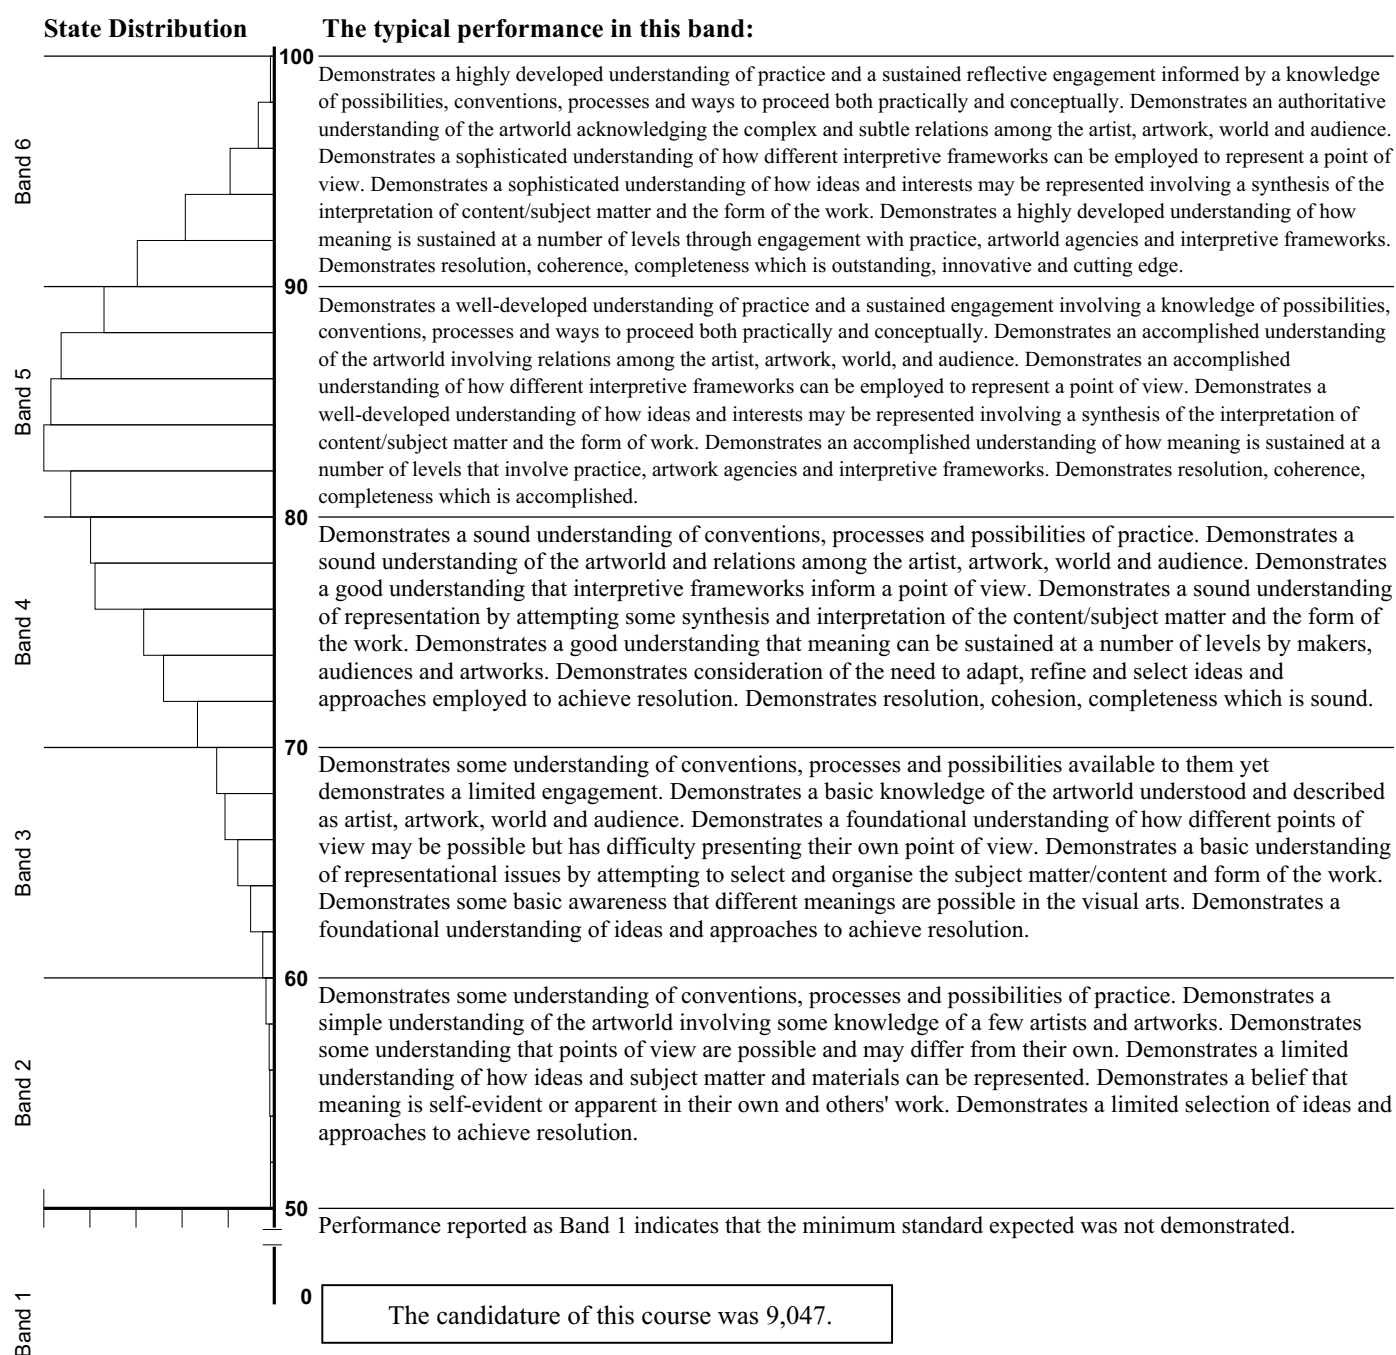 State Distribution
The typical performance in this band:
100
Band 6
Demonstrates a highly developed understanding of practice and a sustained reflective engagement informed by a knowledge
of possibilities, conventions, processes and ways to proceed both practically and conceptually. Demonstrates an authoritative
understanding of the artworld acknowledging the complex and subtle relations among the artist, artwork, world and audience.
Demonstrates a sophisticated understanding of how different interpretive frameworks can be employed to represent a point of
view. Demonstrates a sophisticated understanding of how ideas and interests may be represented involving a synthesis of the
interpretation of content/subject matter and the form of the work. Demonstrates a highly developed understanding of how
meaning is sustained at a number of levels through engagement with practice, artworld agencies and interpretive frameworks.
Demonstrates resolution, coherence, completeness which is outstanding, innovative and cutting edge.
90
Band 5
Demonstrates a well-developed understanding of practice and a sustained engagement involving a knowledge of possibilities,
conventions, processes and ways to proceed both practically and conceptually. Demonstrates an accomplished understanding
of the artworld involving relations among the artist, artwork, world, and audience. Demonstrates an accomplished
understanding of how different interpretive frameworks can be employed to represent a point of view. Demonstrates a
well-developed understanding of how ideas and interests may be represented involving a synthesis of the interpretation of
content/subject matter and the form of work. Demonstrates an accomplished understanding of how meaning is sustained at a
number of levels that involve practice, artwork agencies and interpretive frameworks. Demonstrates resolution, coherence,
completeness which is accomplished.
80
Band 4
Demonstrates a sound understanding of conventions, processes and possibilities of practice. Demonstrates a
sound understanding of the artworld and relations among the artist, artwork, world and audience. Demonstrates
a good understanding that interpretive frameworks inform a point of view. Demonstrates a sound understanding
of representation by attempting some synthesis and interpretation of the content/subject matter and the form of
the work. Demonstrates a good understanding that meaning can be sustained at a number of levels by makers,
audiences and artworks. Demonstrates consideration of the need to adapt, refine and select ideas and
approaches employed to achieve resolution. Demonstrates resolution, cohesion, completeness which is sound.
70
Band 3
Demonstrates some understanding of conventions, processes and possibilities available to them yet
demonstrates a limited engagement. Demonstrates a basic knowledge of the artworld understood and described
as artist, artwork, world and audience. Demonstrates a foundational understanding of how different points of
view may be possible but has difficulty presenting their own point of view. Demonstrates a basic understanding
of representational issues by attempting to select and organise the subject matter/content and form of the work.
Demonstrates some basic awareness that different meanings are possible in the visual arts. Demonstrates a
foundational understanding of ideas and approaches to achieve resolution.
60
Band 2
Demonstrates some understanding of conventions, processes and possibilities of practice. Demonstrates a
simple understanding of the artworld involving some knowledge of a few artists and artworks. Demonstrates
some understanding that points of view are possible and may differ from their own. Demonstrates a limited
understanding of how ideas and subject matter and materials can be represented. Demonstrates a belief that
meaning is self-evident or apparent in their own and others' work. Demonstrates a limited selection of ideas and
approaches to achieve resolution.
50
Performance reported as Band 1 indicates that the minimum standard expected was not demonstrated.
Band 1
0
The candidature of this course was 9,047.